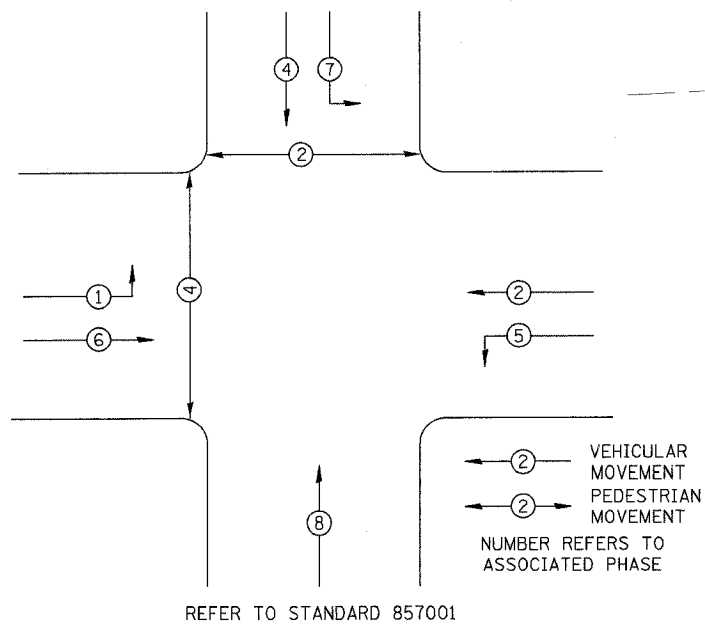 4 7
2
1
4
2
6
5
8
2 VEHICULAR
MOVEMENT
2 PEDESTRIAN
MOVEMENT
NUMBER REFERS TO
ASSOCIATED PHASE
REFER TO STANDARD 857001